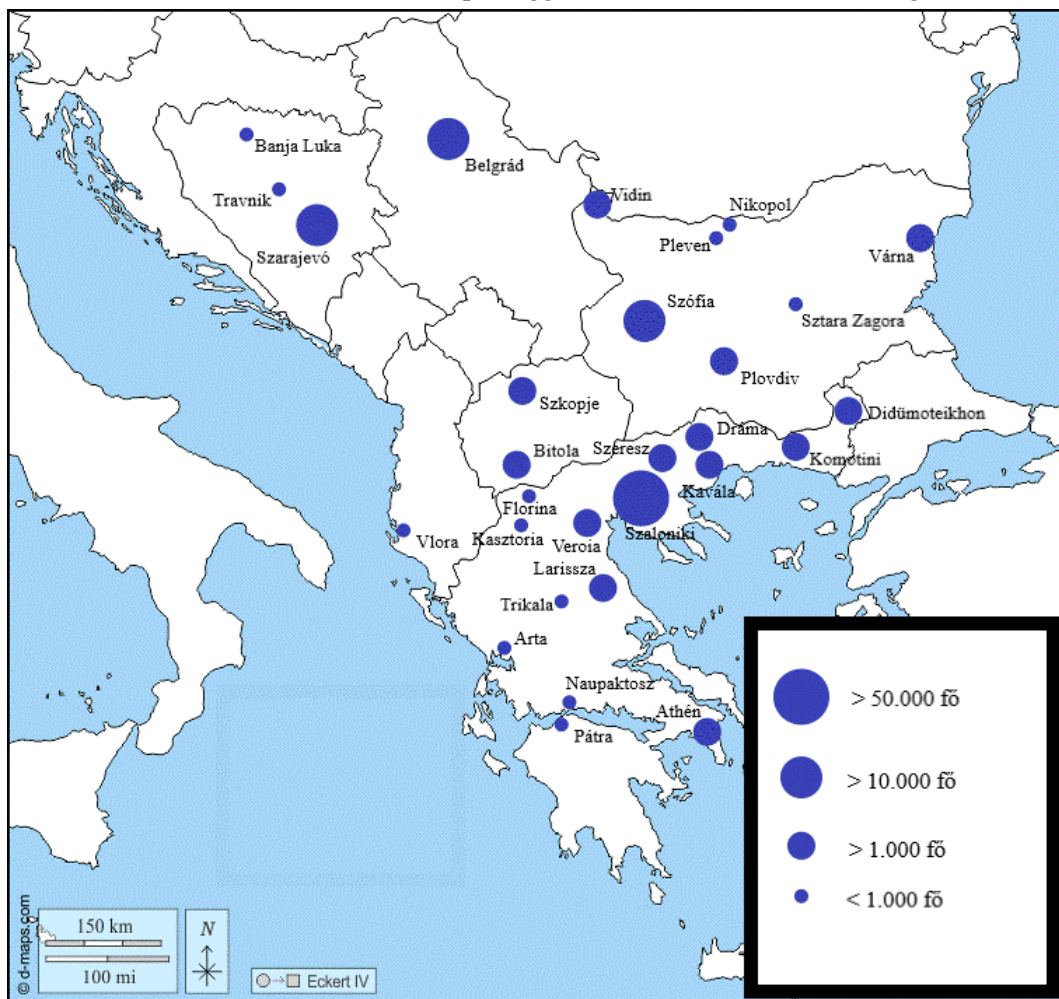 Banja Luka
Belgrád
Travnik
Vidin
Nikopol
Pleven
Várna
Szarajevó
Szófia
Sztara Zagora
Plovdiv
Szkopje
Didümoteikhon
Dráma
Szeresz
Komotini
Bitola
Kavála
Florina
Szaloniki
Vlora
Kasztoria
Veroia
Larissza
Trikala
Arta
Naupaktosz
Athén
Pátra
> 50.000 fő
> 10.000 fő
> 1.000 fő
< 1.000 fő
© d-maps.com
150 km
100 mi
N
Eckert IV